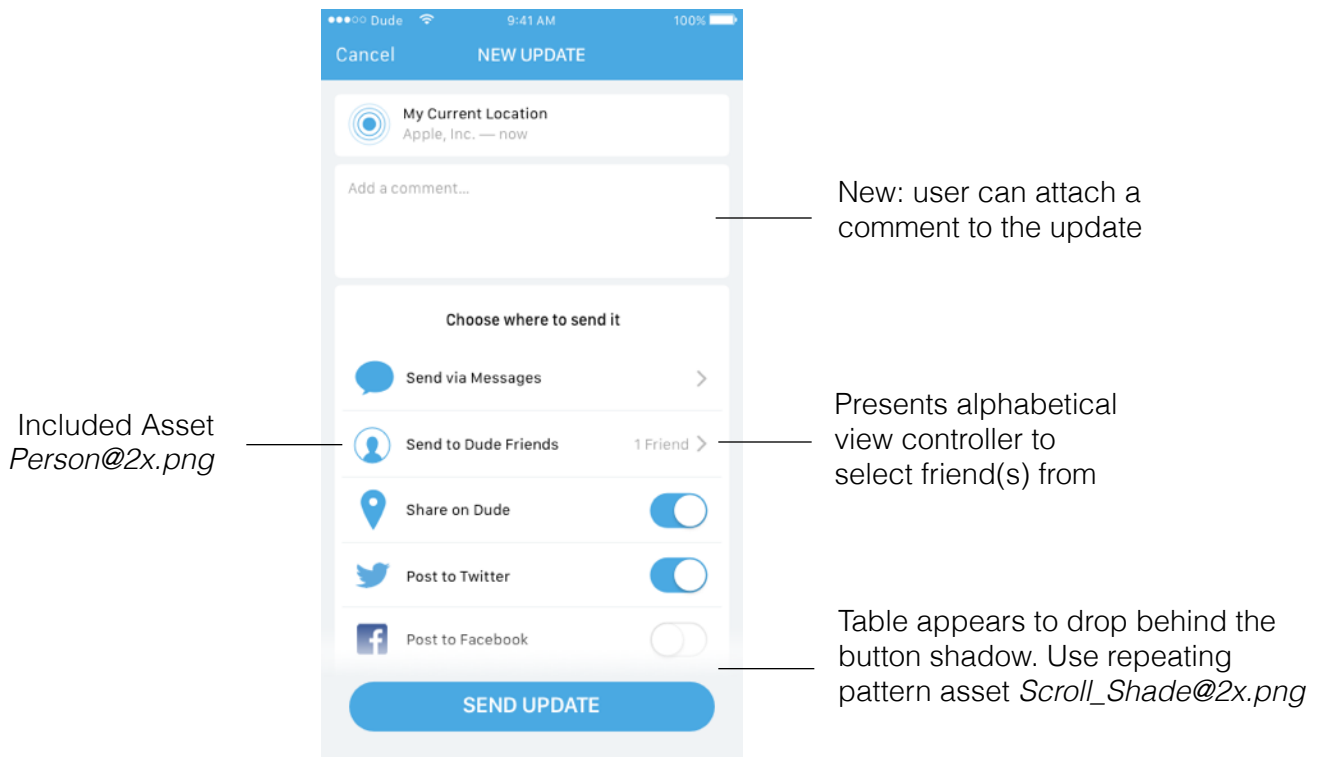 Dude 9:41 AM 100%
Cancel NEW UPDATE
My Current Location
Apple, Inc. — now
Add a comment...
New: user can attach a
comment to the update
Choose where to send it
Send via Messages
Included Asset
Person@2x.png
Send to Dude Friends 1 Friend
Presents alphabetical
view controller to
select friend(s) from
Share on Dude
Post to Twitter
Post to Facebook
Table appears to drop behind the
button shadow. Use repeating
pattern asset Scroll_Shade@2x.png
SEND UPDATE